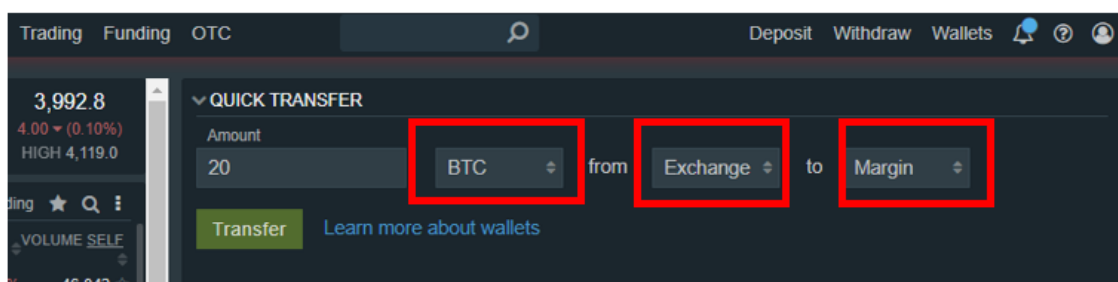 Trading Funding OTC Deposit Withdraw Wallets
3,992.8
4.00 (0.10%)
HIGH 4,119.0
QUICK TRANSFER
Amount
20 BTC from Exchange to Margin
Transfer Learn more about wallets
VOLUME SELF